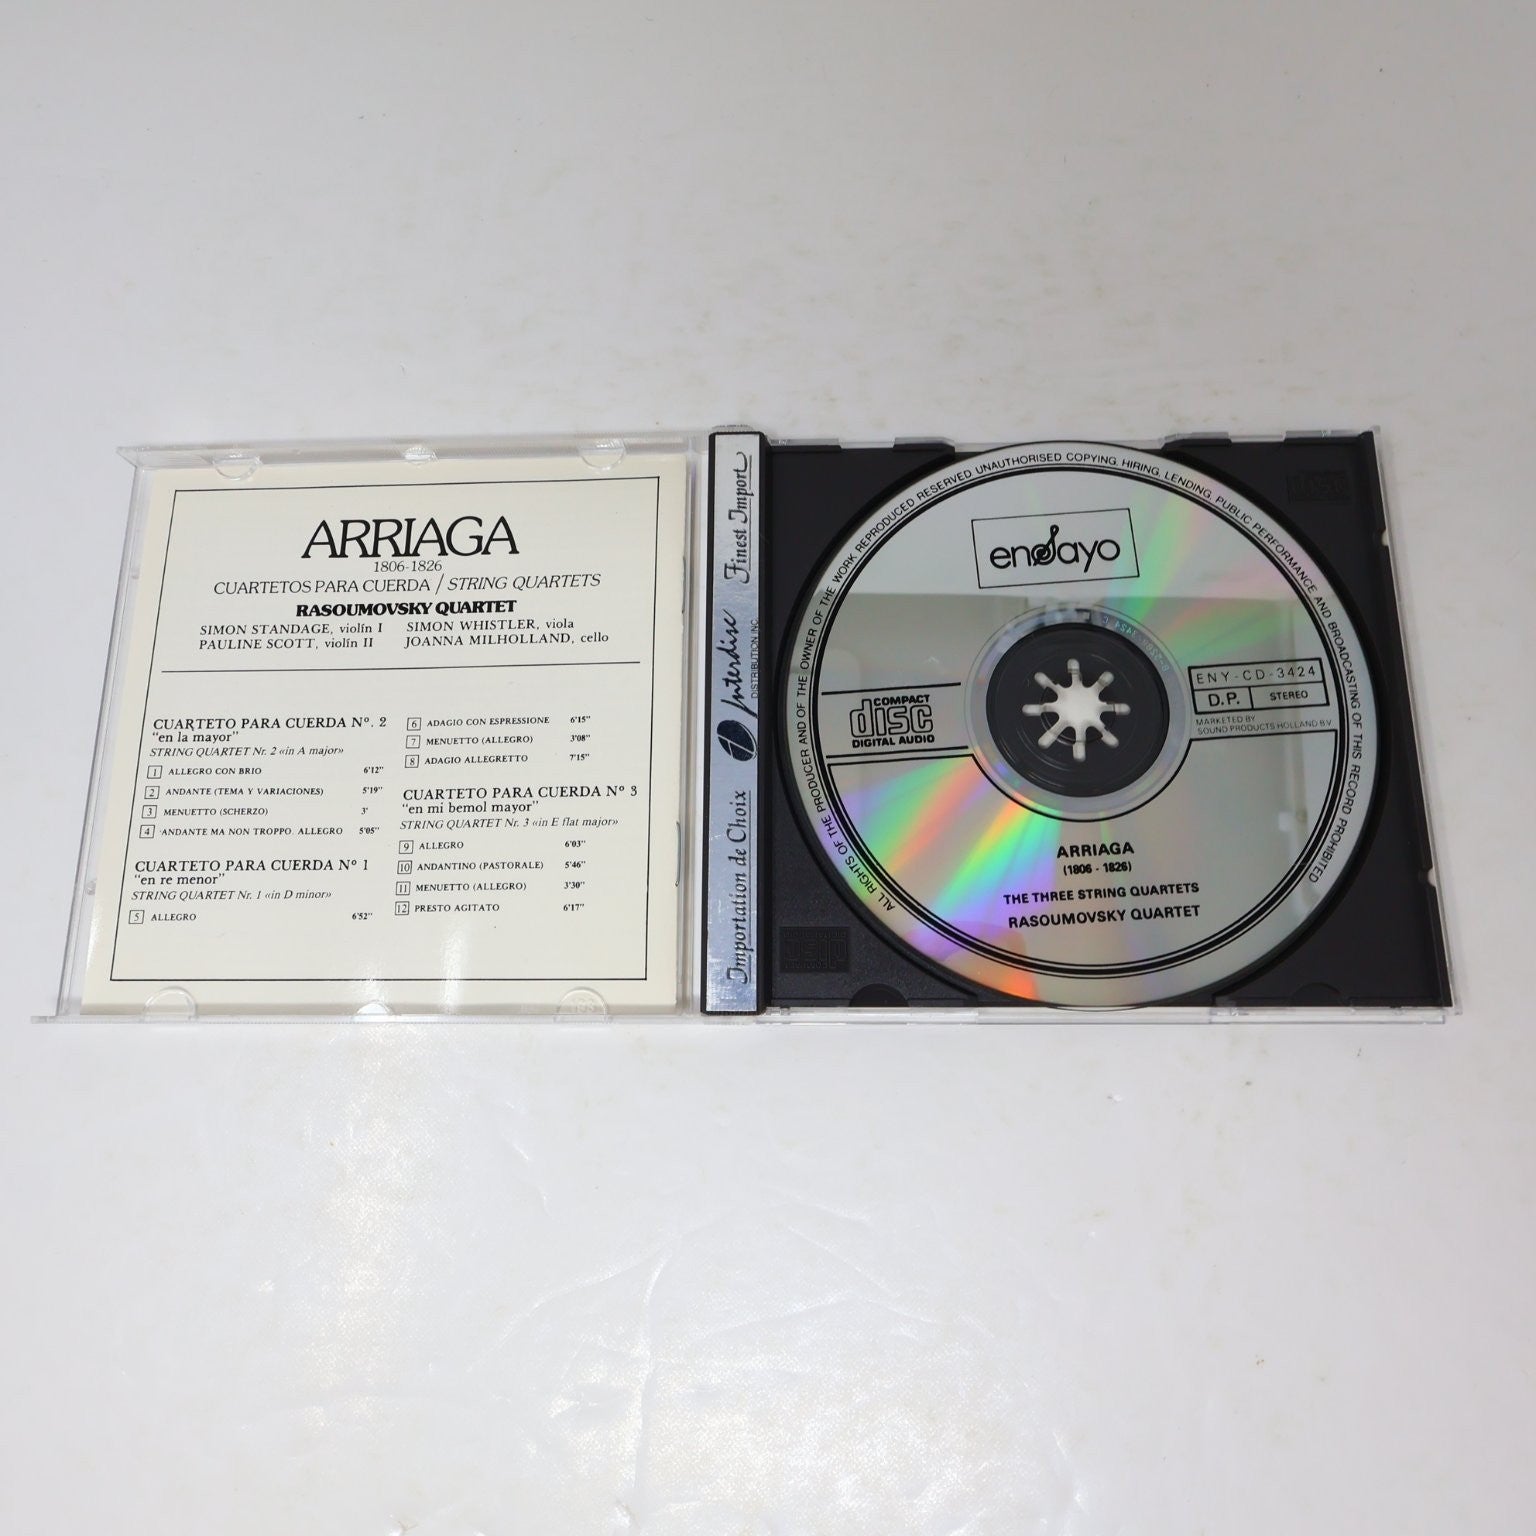 ARRIAGA
1806-1826
CUARTETOS PARA CUERDA / STRING QUARTETS
RASOUMOVSKY QUARTET
SIMON STANDAGE, violín I
PAULINE SCOTT, violín II
SIMON WHISTLER, viola
JOANNA MILHOLLAND, cello
CUARTETO PARA CUERDA Nº. 2
"en la mayor"
STRING QUARTET Nr. 2 «in A major»
1 ALLEGRO CON BRIO 6'12"
2 ANDANTE (TEMA Y VARIACIONES) 5'19"
3 MENUETTO (SCHERZO) 3'
4 ANDANTE MA NON TROPPO. ALLEGRO 5'05"
CUARTETO PARA CUERDA Nº 1
"en re menor"
STRING QUARTET Nr. 1 «in D minor»
5 ALLEGRO 6'52"
6 ADAGIO CON ESPRESSIONE 6'15"
7 MENUETTO (ALLEGRO) 3'08"
8 ADAGIO ALLEGRETTO 7'15"
CUARTETO PARA CUERDA Nº 3
"en mi bemol mayor"
STRING QUARTET Nr. 3 «in E flat major»
9 ALLEGRO 6'03"
10 ANDANTINO (PASTORALE) 5'46"
11 MENUETTO (ALLEGRO) 3'30"
12 PRESTO AGITATO 6'17"
Importation de Choix
Interdisc
DISTRIBUTION INC.
Finest Import
ALL RIGHTS OF THE PRODUCER AND OF THE OWNER OF THE WORK REPRODUCED RESERVED. UNAUTHORISED COPYING, HIRING, LENDING, PUBLIC PERFORMANCE AND BROADCASTING OF THIS RECORD PROHIBITED
ensayo
COMPACT
disc
DIGITAL AUDIO
ENY-CD-3424
D.P. STEREO
MARKETED BY
SOUND PRODUCTS HOLLAND B.V.
ARRIAGA
(1806 - 1826)
THE THREE STRING QUARTETS
RASOUMOVSKY QUARTET